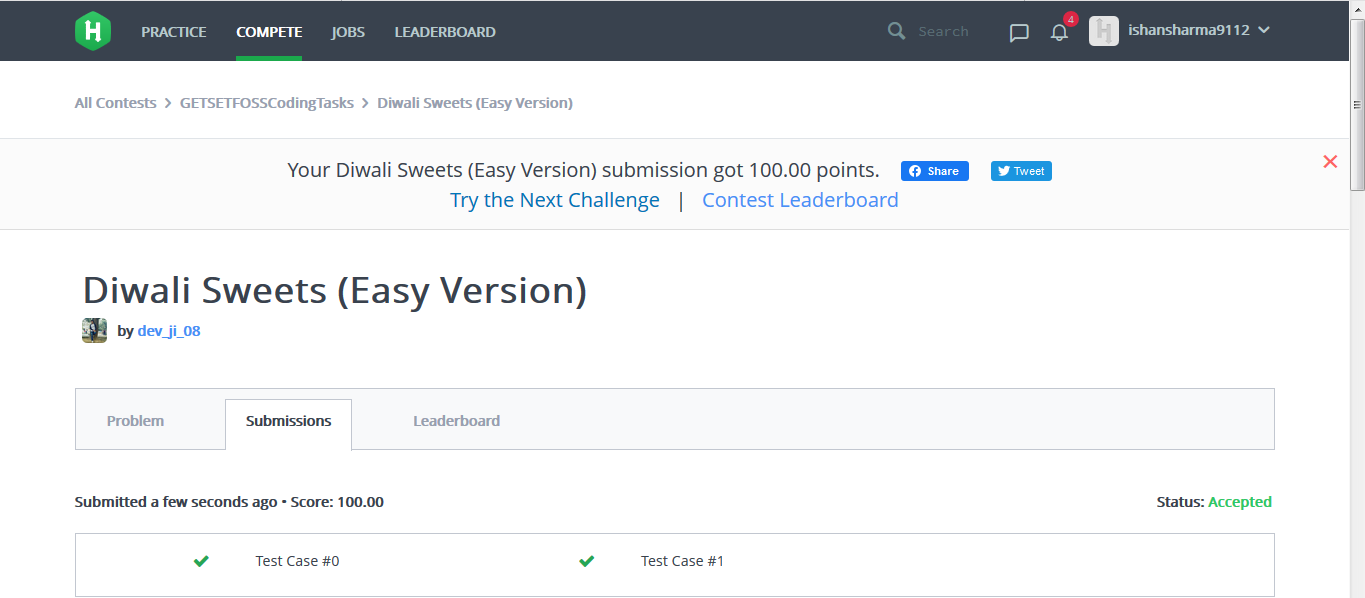 H PRACTICE COMPETE JOBS LEADERBOARD Search 4 H ishansharma9112
All Contests > GETSETFOSSCodingTasks > Diwali Sweets (Easy Version)
Your Diwali Sweets (Easy Version) submission got 100.00 points. Share Tweet
Try the Next Challenge | Contest Leaderboard
Diwali Sweets (Easy Version)
by dev_ji_08
Problem Submissions Leaderboard
Submitted a few seconds ago • Score: 100.00 Status: Accepted
Test Case #0 Test Case #1